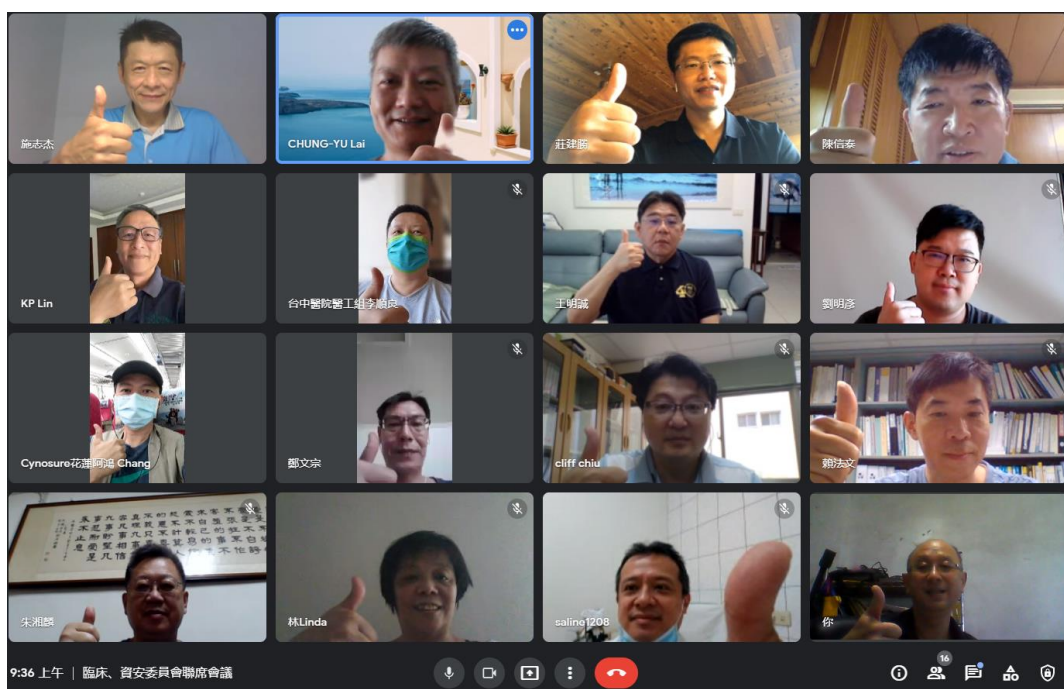 施志杰
CHUNG-YU Lai
莊建勝
陳信泰
KP Lin
台中醫院醫工組李順良
王明誠
劉明彥
Cynosure花蓮阿鴻 Chang
鄭文宗
cliff chiu
賴法文
朱湘麟
林Linda
saline1208
你
9:36 上午 | 臨床、資安委員會聯席會議
16